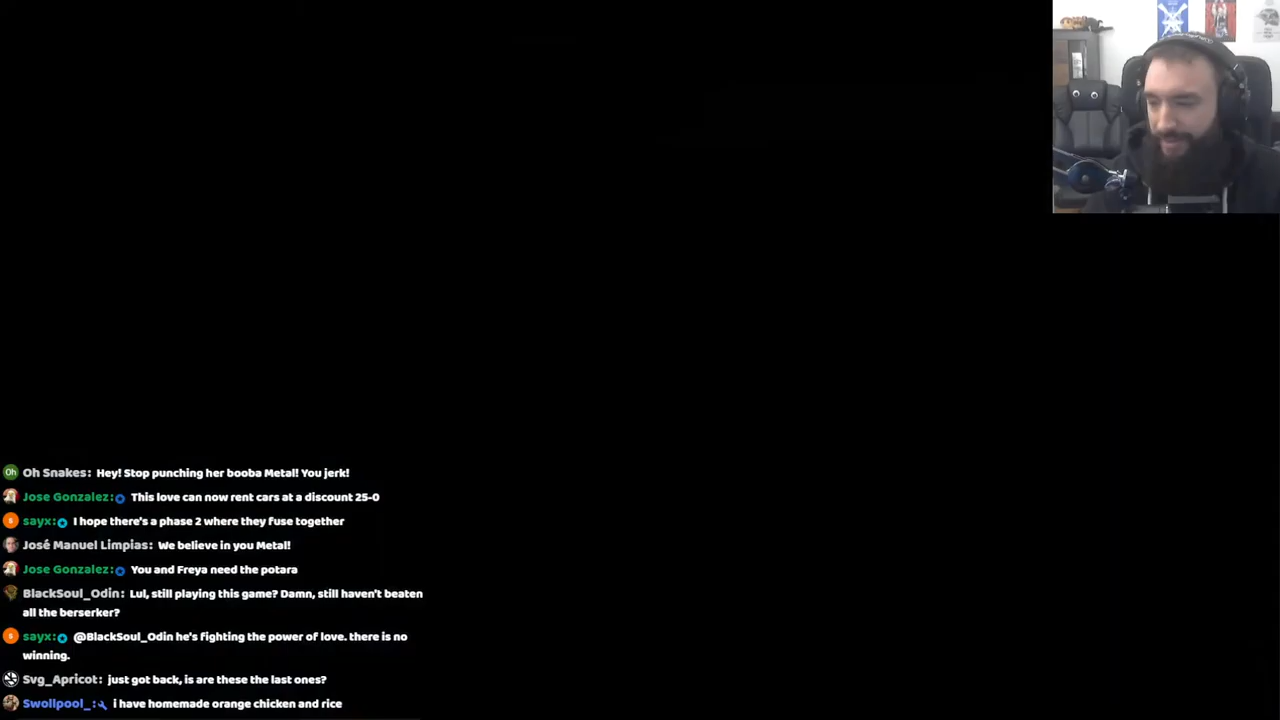 Oh Snakes: Hey! Stop punching her booba Metal! You jerk!
Jose Gonzalez: This love can now rent cars at a discount 25-0
sayx: I hope there's a phase 2 where they fuse together
José Manuel Limpias: We believe in you Metal!
Jose Gonzalez: You and Freya need the potara
BlackSoul_Odin: Lul, still playing this game? Damn, still haven't beaten
all the berserker?
sayx: @BlackSoul_Odin he's fighting the power of love. there is no
winning.
Svg_Apricot: just got back, is are these the last ones?
Swollpool_: i have homemade orange chicken and rice